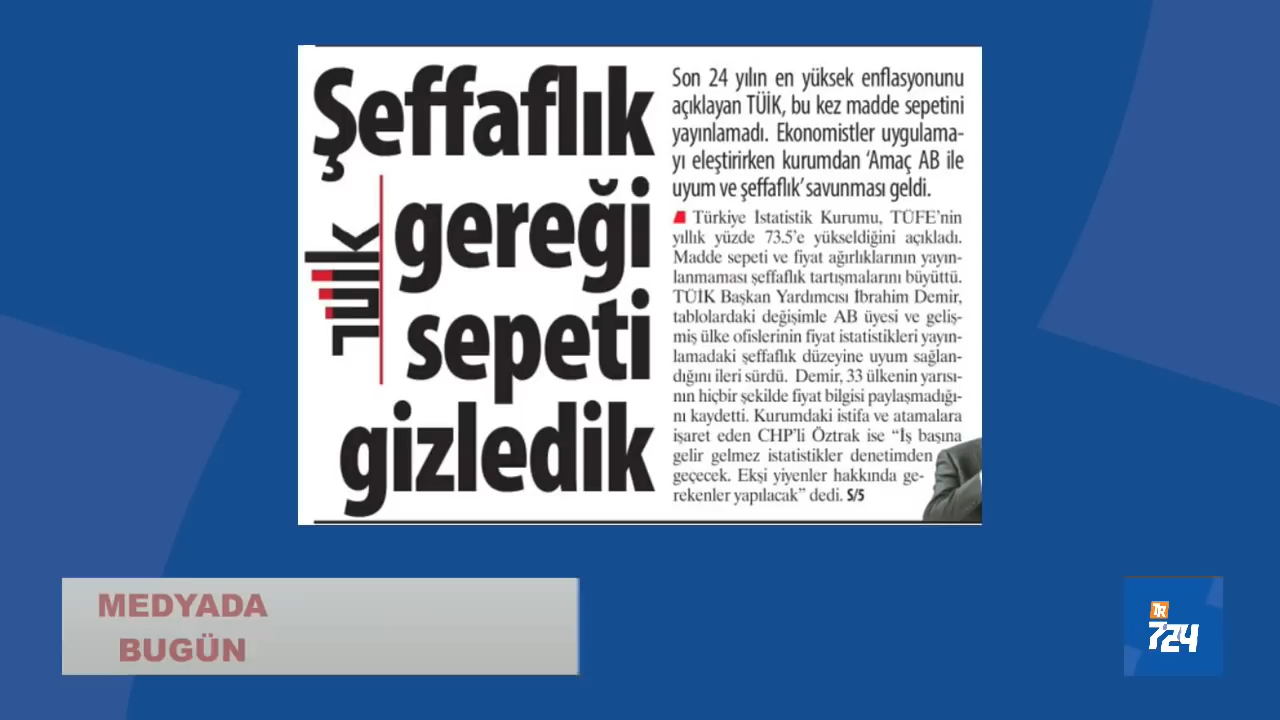 Şeffaflık
gereği
sepeti
gizledik
TÜİK
Son 24 yılın en yüksek enflasyonunu
açıklayan TÜİK, bu kez madde sepetini
yayınlamadı. Ekonomistler uygulama-
yı eleştirirken kurumdan ‘Amaç AB ile
uyum ve şeffaflık’ savunması geldi.
Türkiye İstatistik Kurumu, TÜFE’nin
yıllık yüzde 73.5’e yükseldiğini açıkladı.
Madde sepeti ve fiyat ağırlıklarının yayın-
lanmaması şeffaflık tartışmalarını büyüttü.
TÜİK Başkan Yardımcısı İbrahim Demir,
tablolardaki değişimle AB üyesi ve geliş-
miş ülke ofislerinin fiyat istatistikleri yayın-
lamadaki şeffaflık düzeyine uyum sağlan-
dığını ileri sürdü. Demir, 33 ülkenin yarısı-
nın hiçbir şekilde fiyat bilgisi paylaşmadığı-
nı kaydetti. Kurumdaki istifa ve atamalara
işaret eden CHP’li Öztrak ise “İş başına
gelir gelmez istatistikler denetimden
geçecek. Ekşi yiyenler hakkında ge-
rekenler yapılacak” dedi. S/5
MEDYADA
BUGÜN
TR
7/24